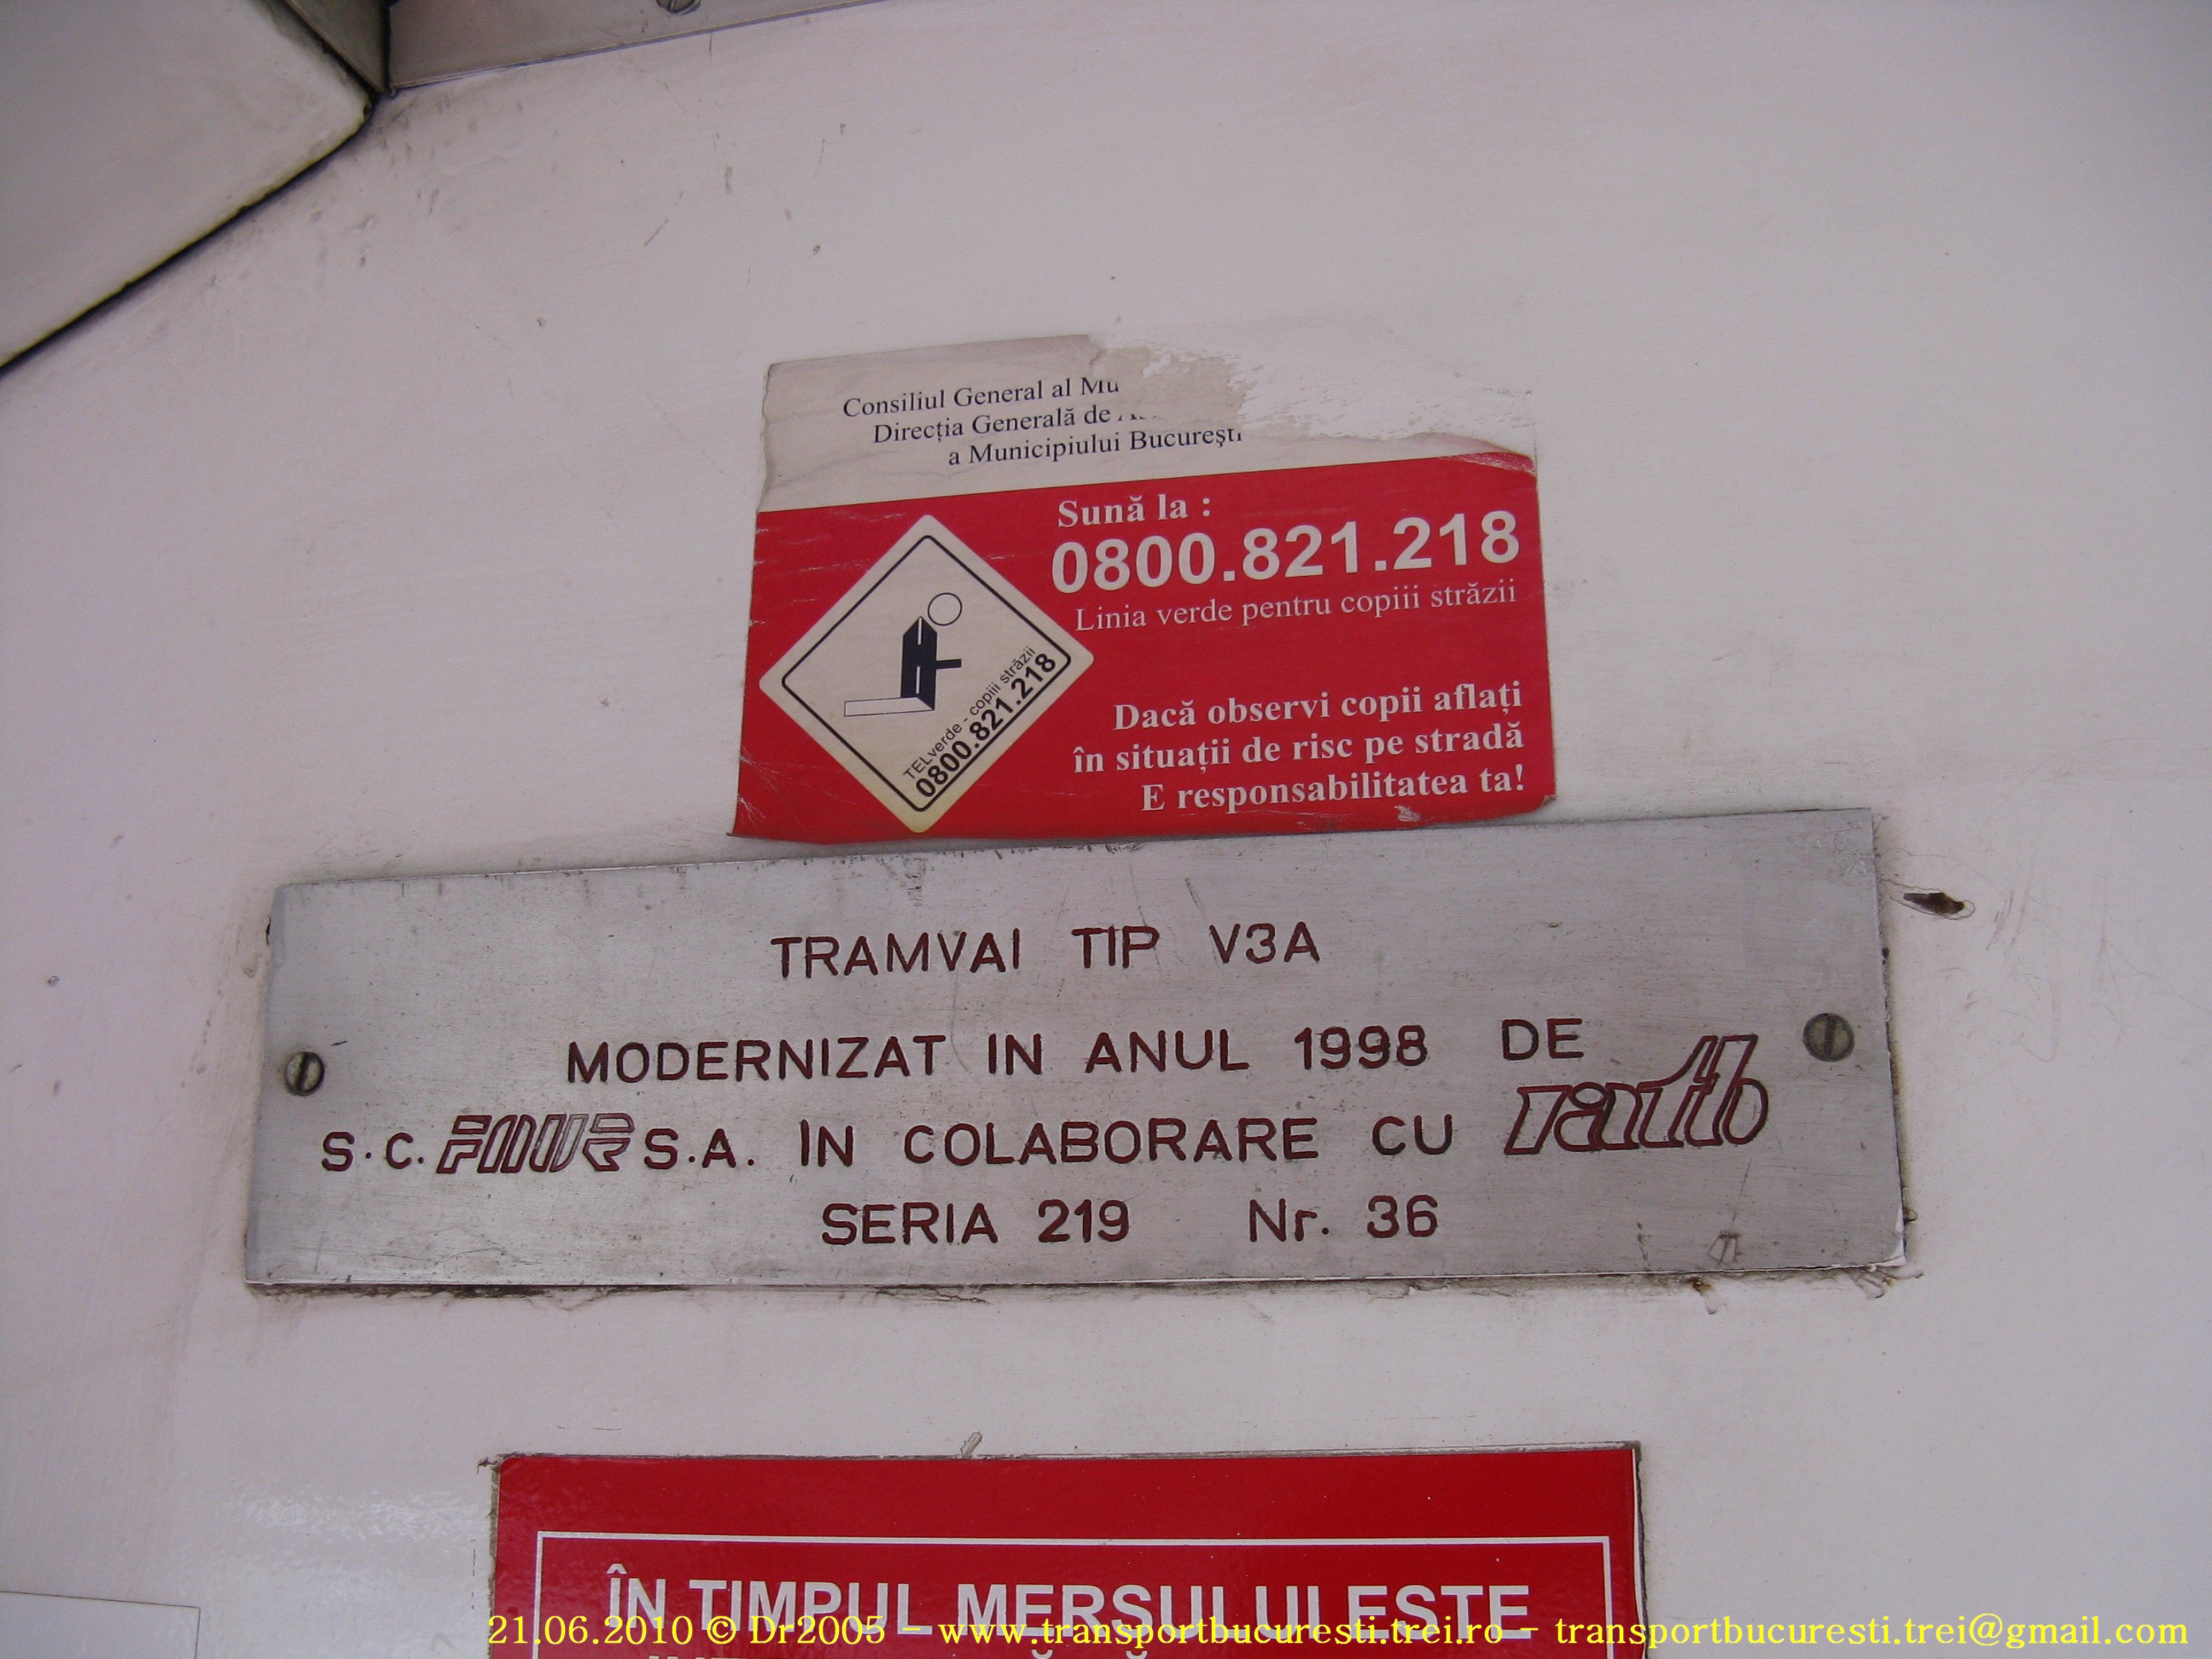 Consiliul General al Mu
Direcția Generală de
a Municipiului București
Sună la :
0800.821.218
Linia verde pentru copiii străzii
TELverde - copiii străzii
0800.821.218
Dacă observi copii aflați
în situații de risc pe stradă
E responsabilitatea ta!
TRAMVAI TIP V3A
MODERNIZAT IN ANUL 1998 DE
S.C. FAUR S.A. IN COLABORARE CU ratb
SERIA 219 Nr. 36
ÎN TIMPUL MERSULUI ESTE
21.06.2010 © Dr2005 - www.transportbucuresti.trei.ro - transportbucuresti.trei@gmail.com